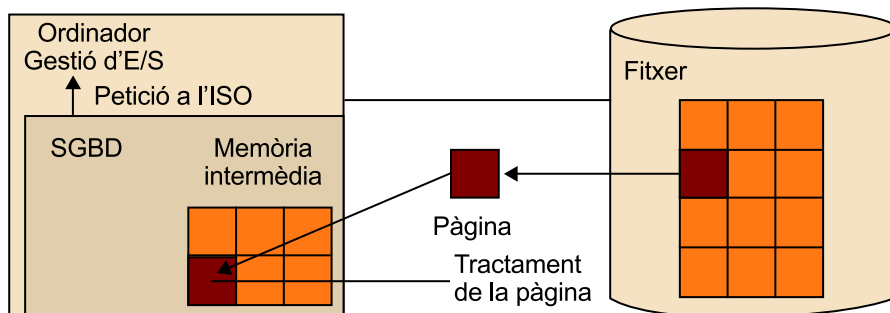 Ordinador
Gestió d'E/S
Petició a l'ISO
SGBD
Memòria
intermèdia
Pàgina
Tractament
de la pàgina
Fitxer